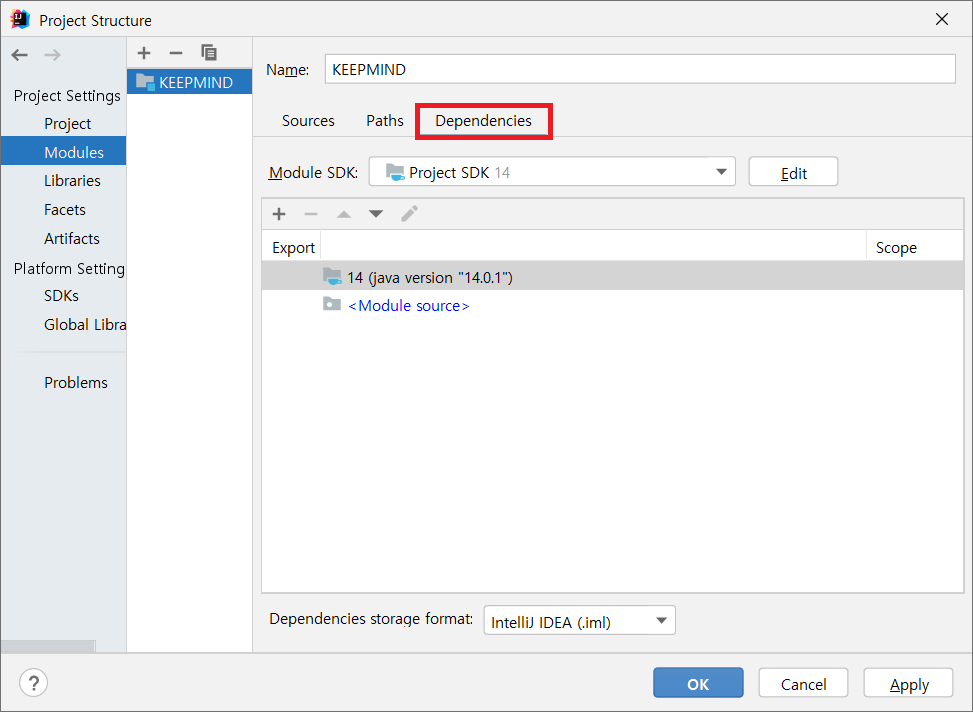 Project Structure
Project Settings
Project
Modules
Libraries
Facets
Artifacts
Platform Setting
SDKs
Global Libra
Problems
KEEPMIND
Name: KEEPMIND
Sources Paths Dependencies
Module SDK: Project SDK 14 Edit
Export Scope
14 (java version "14.0.1")
<Module source>
Dependencies storage format: IntelliJ IDEA (.iml)
? OK Cancel Apply